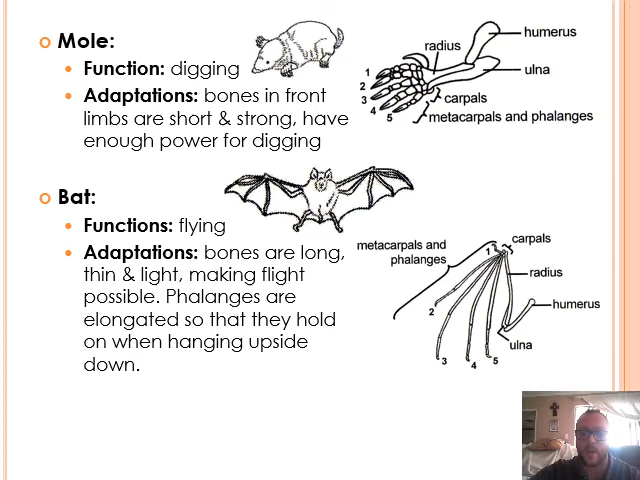 Mole:
Function: digging
Adaptations: bones in front
limbs are short & strong, have
enough power for digging
humerus
radius
ulna
1
2
3
4
5
carpals
metacarpals and phalanges
Bat:
Functions: flying
Adaptations: bones are long,
thin & light, making flight
possible. Phalanges are
elongated so that they hold
on when hanging upside
down.
carpals
metacarpals and
phalanges
1
radius
humerus
2
ulna
3
4
5